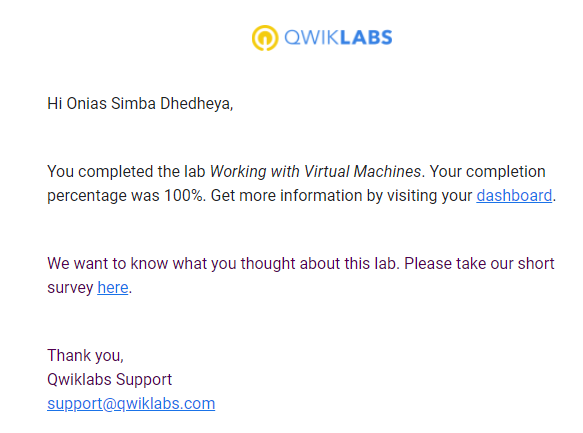 QWIKLABS
Hi Onias Simba Dhedheya,
You completed the lab Working with Virtual Machines. Your completion
percentage was 100%. Get more information by visiting your dashboard.
We want to know what you thought about this lab. Please take our short
survey here.
Thank you,
Qwiklabs Support
support@qwiklabs.com